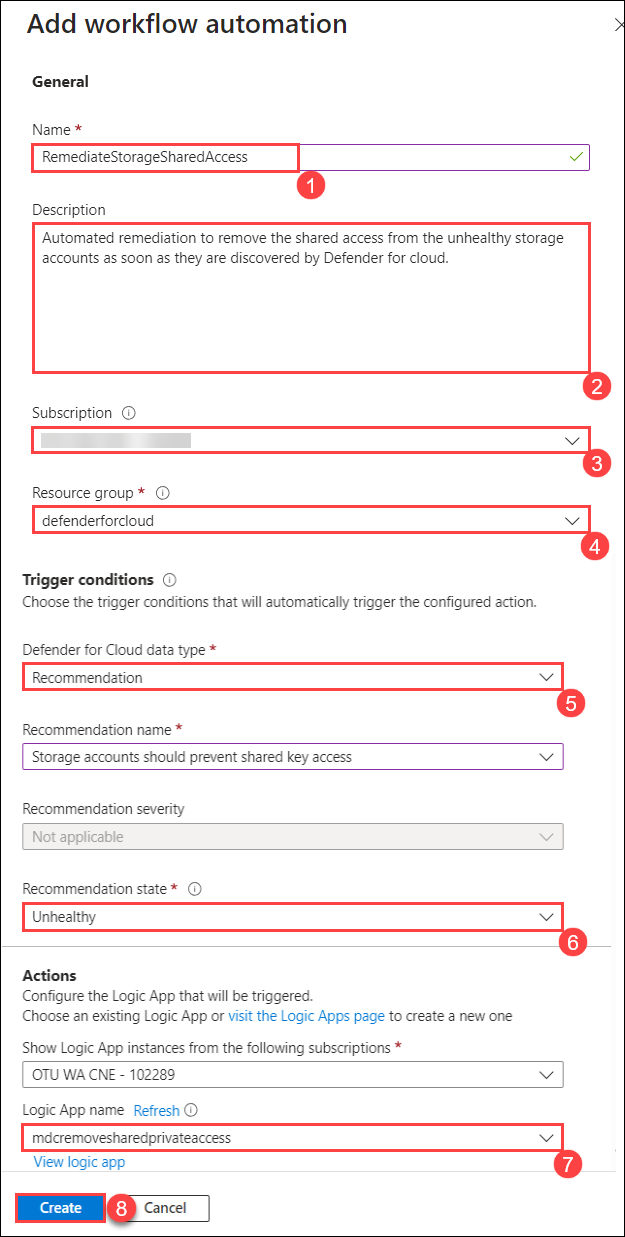 Add workflow automation
General
Name *
RemediateStorageSharedAccess
1
Description
Automated remediation to remove the shared access from the unhealthy storage
accounts as soon as they are discovered by Defender for cloud.
2
Subscription
3
Resource group *
defenderforcloud
4
Trigger conditions
Choose the trigger conditions that will automatically trigger the configured action.
Defender for Cloud data type *
Recommendation
5
Recommendation name *
Storage accounts should prevent shared key access
Recommendation severity
Not applicable
Recommendation state *
Unhealthy
6
Actions
Configure the Logic App that will be triggered.
Choose an existing Logic App or visit the Logic Apps page to create a new one
Show Logic App instances from the following subscriptions *
OTU WA CNE - 102289
Logic App name Refresh
mdcremovesharedprivateaccess
7
View logic app
Create 8 Cancel